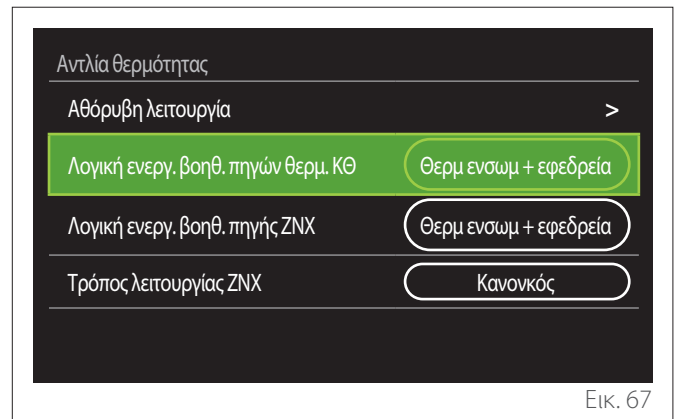 Αντλία θερμότητας
Αθόρυβη λειτουργία >
Λογική ενεργ. βοηθ. πηγών θερμ. ΚΘ Θερμ ενσωμ + εφεδρεία
Λογική ενεργ. βοηθ. πηγής ΖΝΧ Θερμ ενσωμ + εφεδρεία
Τρόπος λειτουργίας ΖΝΧ Κανονκός
Εικ. 67